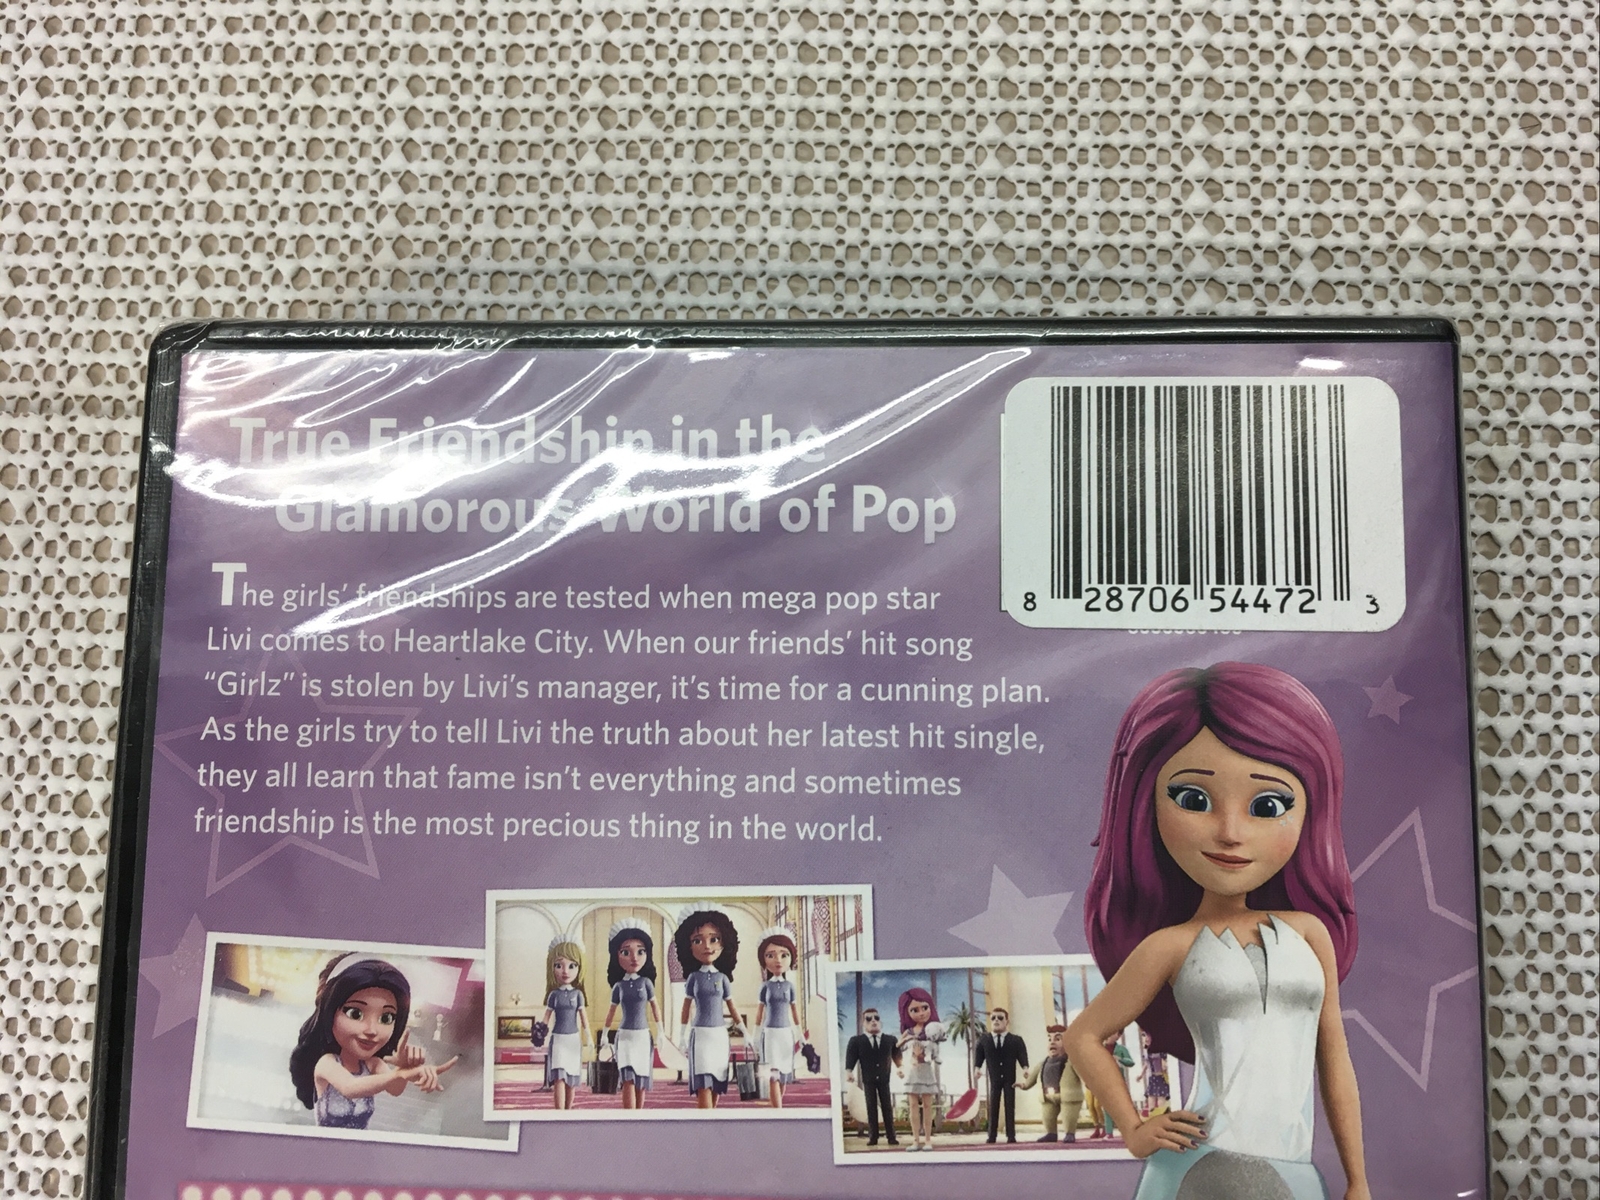 True Friendship in the
Glamorous World of Pop
The girls' friendships are tested when mega pop star
Livi comes to Heartlake City. When our friends' hit song
"Girlz" is stolen by Livi's manager, it's time for a cunning plan.
As the girls try to tell Livi the truth about her latest hit single,
they all learn that fame isn't everything and sometimes
friendship is the most precious thing in the world.
8 28706 54472 3